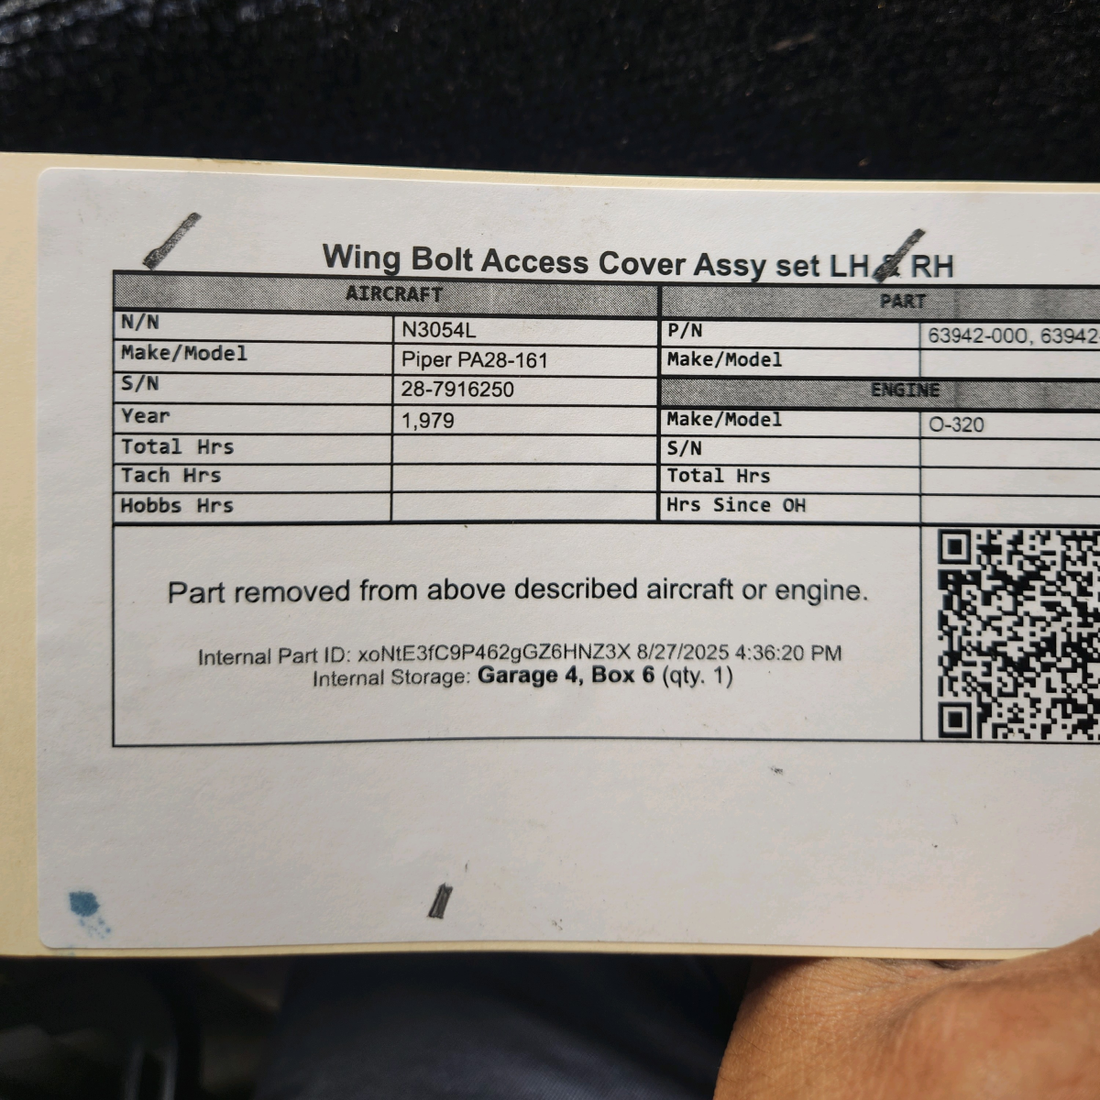 Wing Bolt Access Cover Assy set LH & RH
AIRCRAFT PART
N/N N3054L P/N 63942-000, 63942-
Make/Model Piper PA28-161 Make/Model
S/N 28-7916250 ENGINE
Year 1,979 Make/Model O-320
Total Hrs S/N
Tach Hrs Total Hrs
Hobbs Hrs Hrs Since OH
Part removed from above described aircraft or engine.
Internal Part ID: xoNtE3fC9P462gGZ6HNZ3X 8/27/2025 4:36:20 PM
Internal Storage: Garage 4, Box 6 (qty. 1)